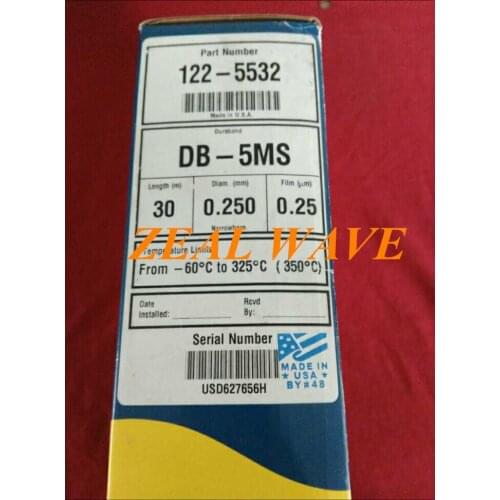 Part Number
122-5532
Made in U.S.A.
Durabond
DB-5MS
Length (m) Diam. (mm) Film (μm)
30 0.250 0.25
Narrowbore
ZEAL WAVE
Temperature Limits
From -60°C to 325°C (350°C)
Date Rcvd
Installed: By:
Serial Number
USD627656H
MADE IN
USA
BY #48